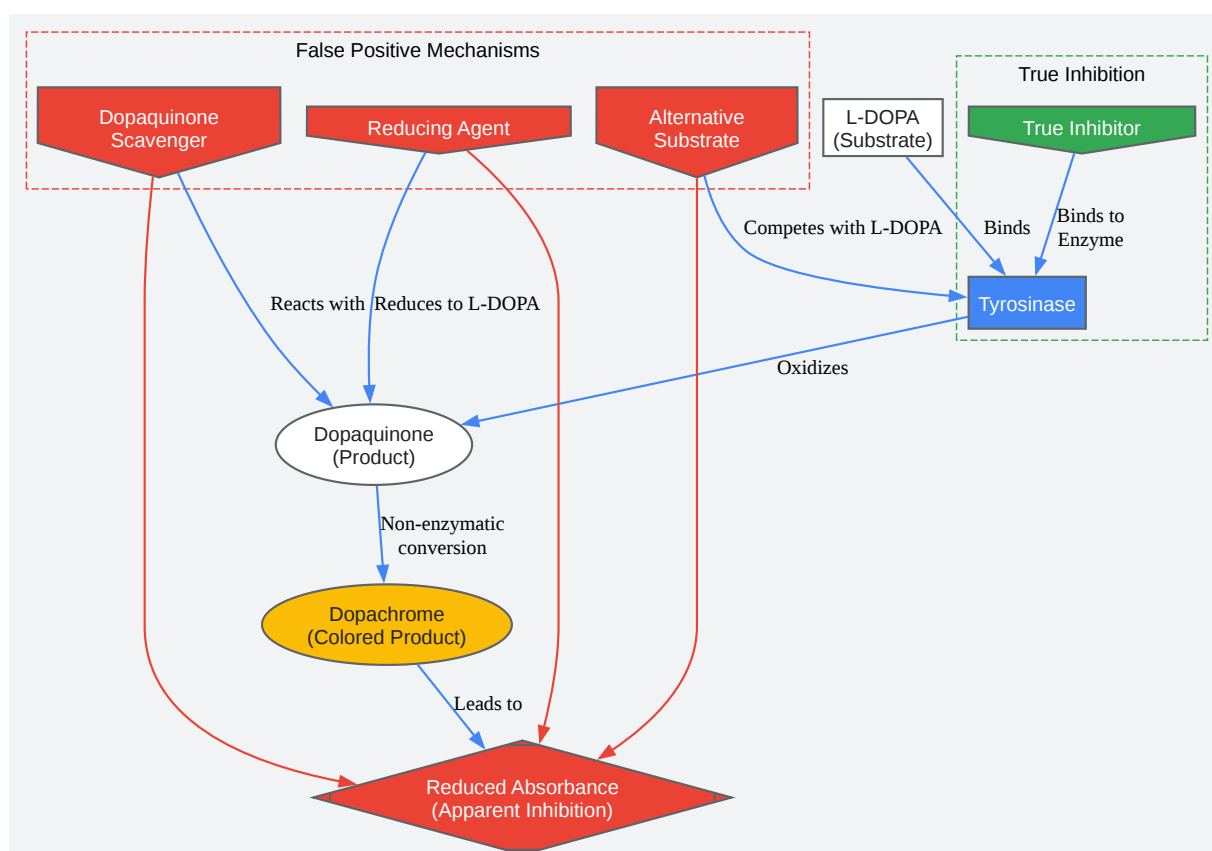 False Positive Mechanisms
True Inhibition
Dopaquinone
Scavenger
Reducing Agent
Alternative
Substrate
L-DOPA
(Substrate)
True Inhibitor
Competes with L-DOPA
Binds
Binds to
Enzyme
Reacts with
Reduces to L-DOPA
Tyrosinase
Oxidizes
Dopaquinone
(Product)
Non-enzymatic
conversion
Dopachrome
(Colored Product)
Leads to
Reduced Absorbance
(Apparent Inhibition)